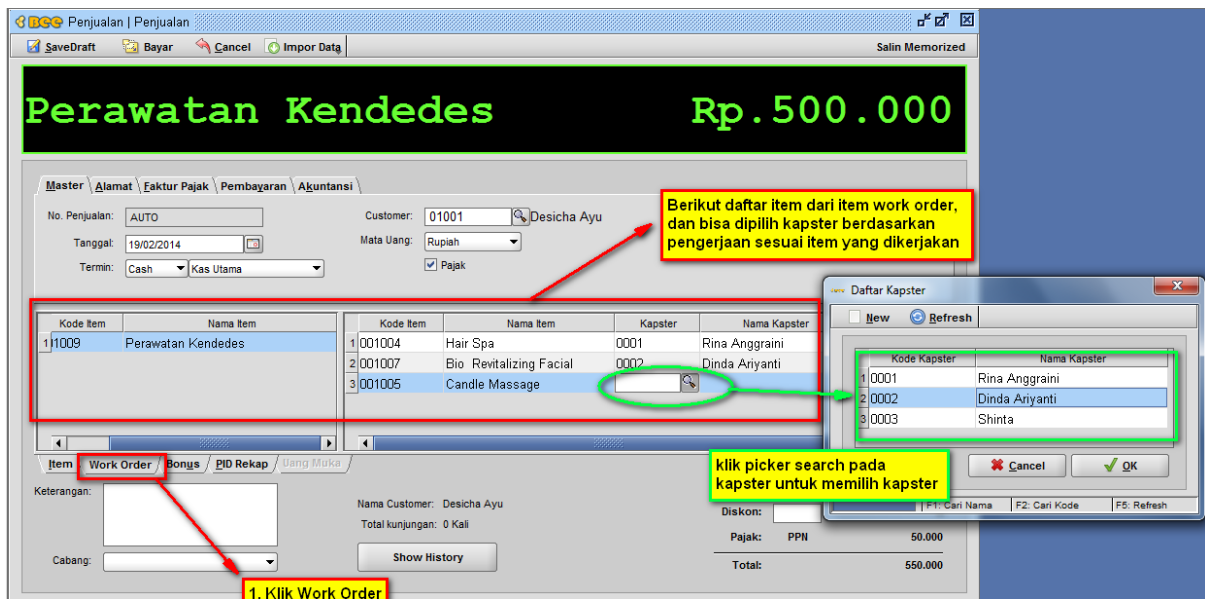 BEE Penjualan | Penjualan
SaveDraft Bayar Cancel Impor Data Salin Memorized
Perawatan Kendedes Rp.500.000
Master Alamat Faktur Pajak Pembayaran Akuntansi
No. Penjualan: AUTO Customer: 01001 Desicha Ayu
Tanggal: 19/02/2014 Mata Uang: Rupiah
Termin: Cash Kas Utama Pajak
Berikut daftar item dari item work order,
dan bisa dipilih kapster berdasarkan
pengerjaan sesuai item yang dikerjakan
Kode Item Nama Item
1 01009 Perawatan Kendedes
Kode Item Nama Item Kapster Nama Kapster
1 001004 Hair Spa 0001 Rina Anggraini
2 001007 Bio Revitalizing Facial 0002 Dinda Ariyanti
3 001005 Candle Massage
Daftar Kapster
New Refresh
Kode Kapster Nama Kapster
1 0001 Rina Anggraini
2 0002 Dinda Ariyanti
3 0003 Shinta
Cancel OK
F1: Cari Nama F2: Cari Kode F5: Refresh
klik picker search pada
kapster untuk memilih kapster
Item Work Order Bonus PID Rekap Uang Muka
Keterangan:
Nama Customer: Desicha Ayu
Total kunjungan: 0 Kali
Show History
Cabang:
Diskon:
Pajak: PPN 50.000
Total: 550.000
1. Klik Work Order